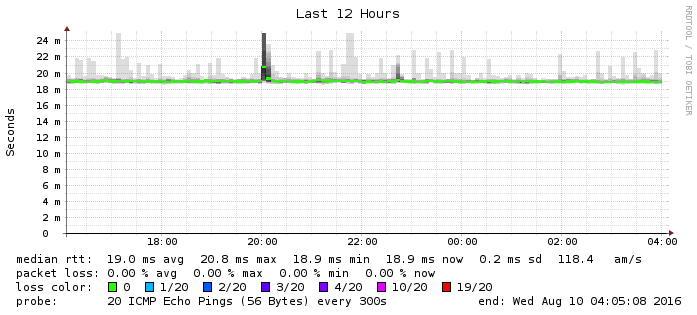 Last 12 Hours
RRDTOOL / TOBI OETIKER
Seconds
24 m
22 m
20 m
18 m
16 m
14 m
12 m
10 m
8 m
6 m
4 m
2 m
0
18:00 20:00 22:00 00:00 02:00 04:00
median rtt: 19.0 ms avg 20.8 ms max 18.9 ms min 18.9 ms now 0.2 ms sd 118.4 am/s
packet loss: 0.00 % avg 0.00 % max 0.00 % min 0.00 % now
loss color: 0 1/20 2/20 3/20 4/20 10/20 19/20
probe: 20 ICMP Echo Pings (56 Bytes) every 300s end: Wed Aug 10 04:05:08 2016